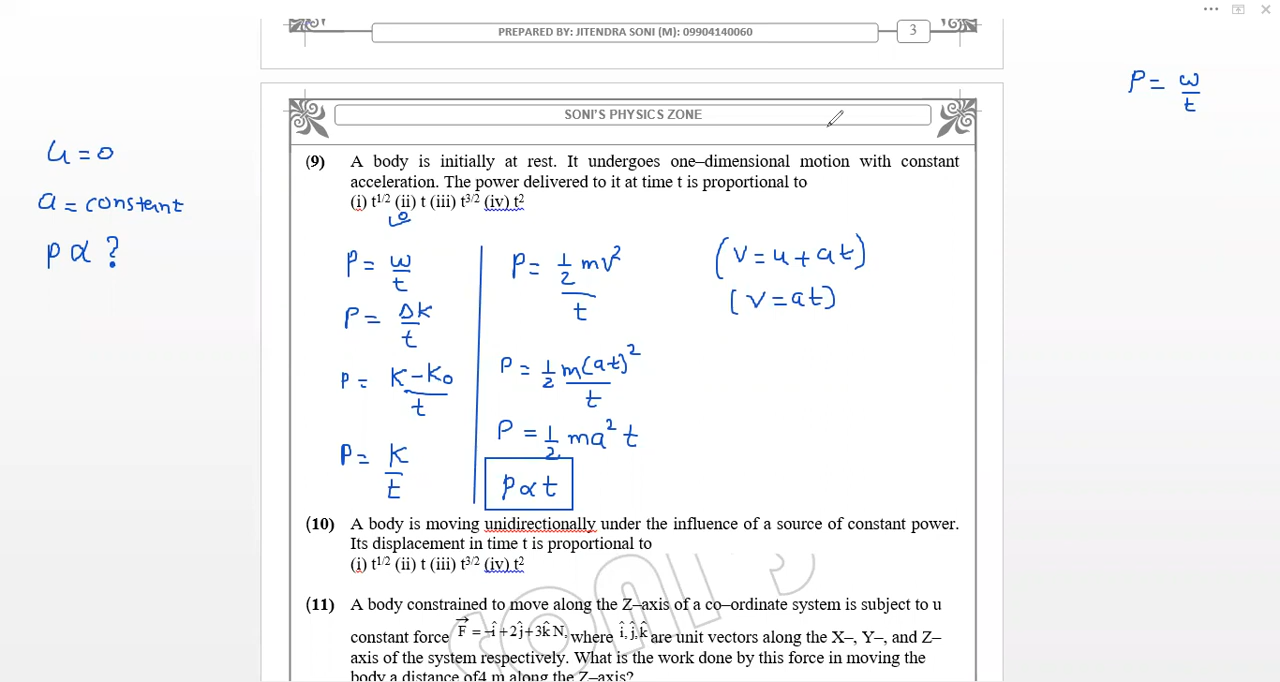 PREPARED BY: JITENDRA SONI (M): 09904140060
3
P = w/t
SONI'S PHYSICS ZONE
u = 0
a = constant
P ∝ ?
(9) A body is initially at rest. It undergoes one–dimensional motion with constant
acceleration. The power delivered to it at time t is proportional to
(i) t^1/2 (ii) t (iii) t^3/2 (iv) t^2
P = w/t
P = Δk/t
P = K – K₀/t
P = K/t
P = 1/2 mv²/t
P = 1/2 m(at)²/t
P = 1/2 ma² t
P ∝ t
(v = u + at)
(v = at)
(10) A body is moving unidirectionally under the influence of a source of constant power.
Its displacement in time t is proportional to
(i) t^1/2 (ii) t (iii) t^3/2 (iv) t^2
(11) A body constrained to move along the Z–axis of a co–ordinate system is subject to u
constant force F⃗ = –î + 2ĵ + 3k̂ N, where î, ĵ, k̂ are unit vectors along the X–, Y–, and Z–
axis of the system respectively. What is the work done by this force in moving the
body a distance of4 m along the Z–axis?
SONI'S